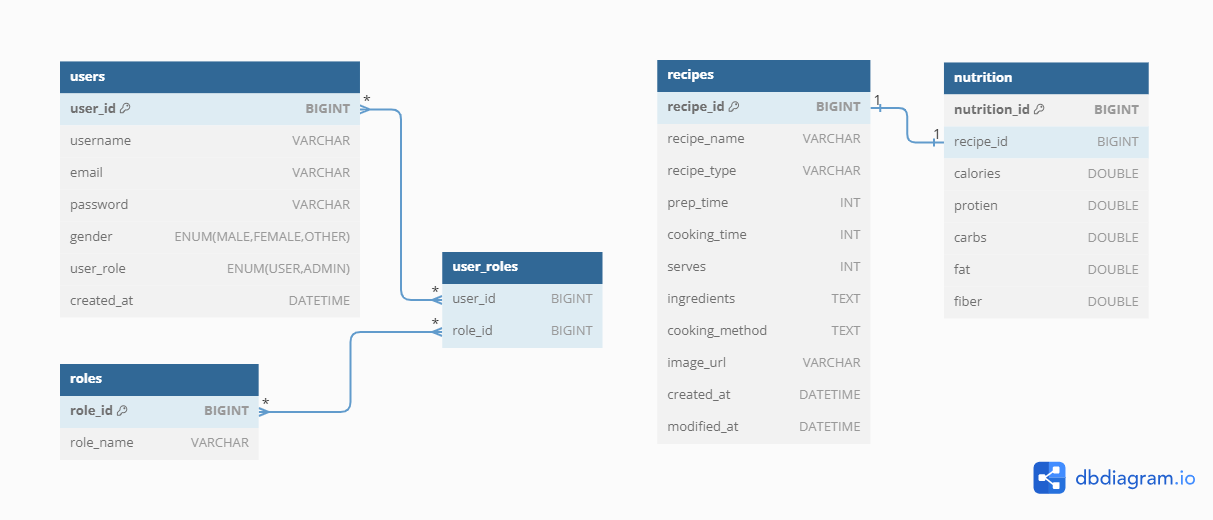 users
user_id BIGINT
username VARCHAR
email VARCHAR
password VARCHAR
gender ENUM(MALE,FEMALE,OTHER)
user_role ENUM(USER,ADMIN)
created_at DATETIME
*
roles
role_id BIGINT
role_name VARCHAR
*
user_roles
* user_id BIGINT
* role_id BIGINT
recipes
recipe_id BIGINT
recipe_name VARCHAR
recipe_type VARCHAR
prep_time INT
cooking_time INT
serves INT
ingredients TEXT
cooking_method TEXT
image_url VARCHAR
created_at DATETIME
modified_at DATETIME
1
nutrition
nutrition_id BIGINT
1 recipe_id BIGINT
calories DOUBLE
protien DOUBLE
carbs DOUBLE
fat DOUBLE
fiber DOUBLE
dbdiagram.io